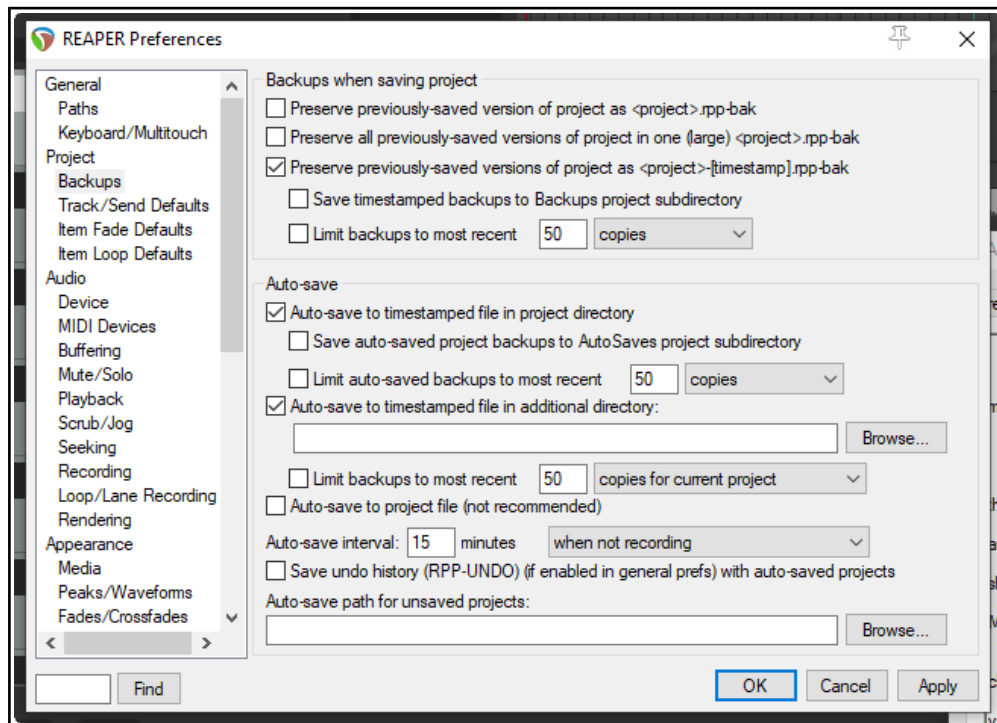 REAPER Preferences
General
Paths
Keyboard/Multitouch
Project
Backups
Track/Send Defaults
Item Fade Defaults
Item Loop Defaults
Audio
Device
MIDI Devices
Buffering
Mute/Solo
Playback
Scrub/Jog
Seeking
Recording
Loop/Lane Recording
Rendering
Appearance
Media
Peaks/Waveforms
Fades/Crossfades
Find
Backups when saving project
Preserve previously-saved version of project as <project>.rpp-bak
Preserve all previously-saved versions of project in one (large) <project>.rpp-bak
Preserve previously-saved versions of project as <project>-[timestamp].rpp-bak
Save timestamped backups to Backups project subdirectory
Limit backups to most recent 50 copies
Auto-save
Auto-save to timestamped file in project directory
Save auto-saved project backups to AutoSaves project subdirectory
Limit auto-saved backups to most recent 50 copies
Auto-save to timestamped file in additional directory:
Browse...
Limit backups to most recent 50 copies for current project
Auto-save to project file (not recommended)
Auto-save interval: 15 minutes when not recording
Save undo history (RPP-UNDO) (if enabled in general prefs) with auto-saved projects
Auto-save path for unsaved projects:
Browse...
OK Cancel Apply